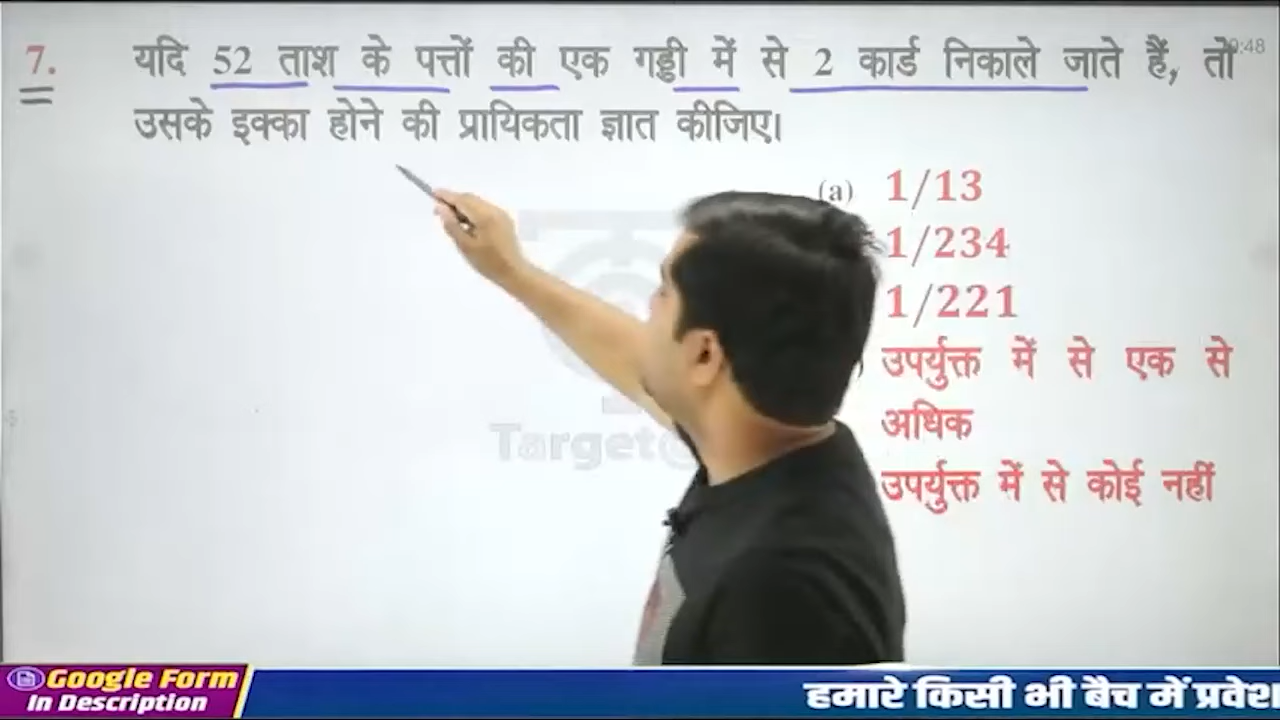 7. यदि 52 ताश के पत्तों की एक गड्डी में से 2 कार्ड निकाले जाते हैं, तो
उसके इक्का होने की प्रायिकता ज्ञात कीजिए।
(a) 1/13
1/234
1/221
उपर्युक्त में से एक से
अधिक
उपर्युक्त में से कोई नहीं
Target@
Google Form
In Description
हमारे किसी भी बैच में प्रवेश